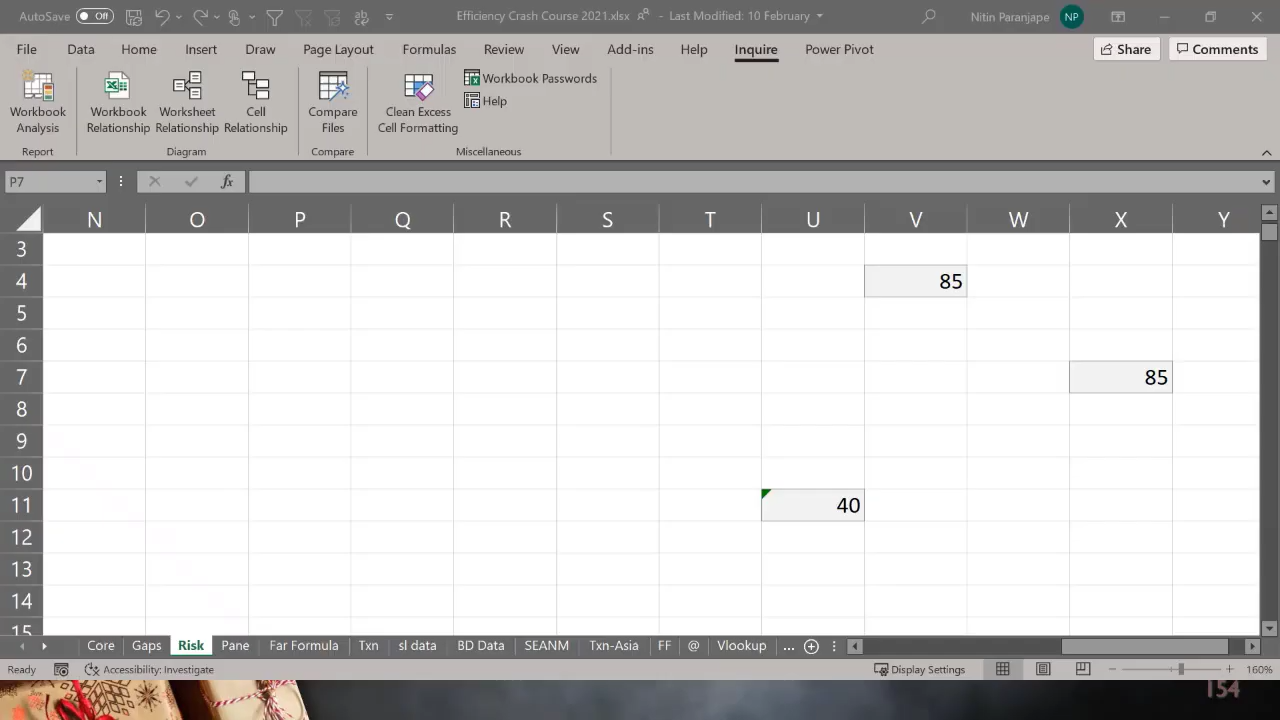 AutoSave Off Efficiency Crash Course 2021.xlsx - Last Modified: 10 February Nitin Paranjape NP
File Data Home Insert Draw Page Layout Formulas Review View Add-ins Help Inquire Power Pivot Share Comments
Workbook Analysis
Workbook Relationship
Worksheet Relationship
Cell Relationship
Compare Files
Clean Excess Cell Formatting
Workbook Passwords
Help
Report Diagram Compare Miscellaneous
P7 fx
N O P Q R S T U V W X Y
3
4 85
5
6
7 85
8
9
10
11 40
12
13
14
15
Core Gaps Risk Pane Far Formula Txn sl data BD Data SEANM Txn-Asia FF @ Vlookup ...
Ready Accessibility: Investigate Display Settings 160%
154